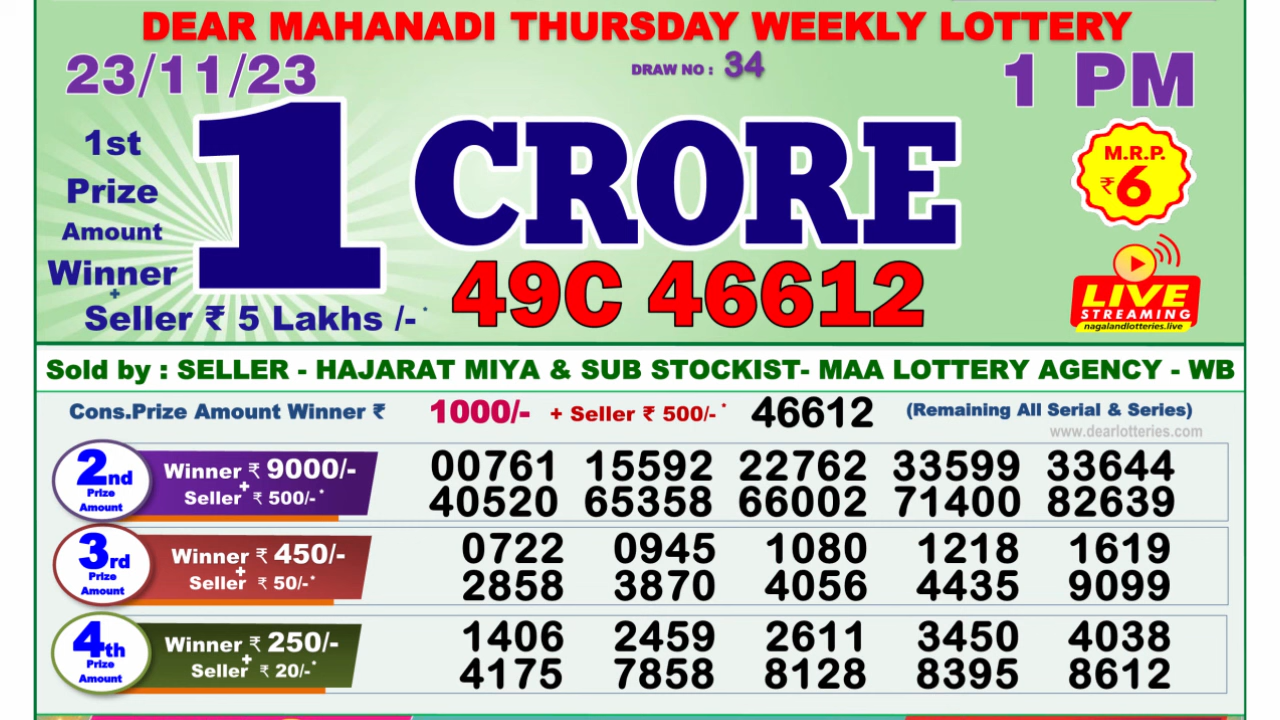 DEAR MAHANADI THURSDAY WEEKLY LOTTERY
23/11/23
DRAW NO : 34
1 PM
1st
Prize
Amount
Winner
+
Seller ₹ 5 Lakhs /-*
1 CRORE
49C 46612
M.R.P.
₹6
LIVE
STREAMING
nagalandlotteries.live
Sold by : SELLER - HAJARAT MIYA & SUB STOCKIST- MAA LOTTERY AGENCY - WB
Cons.Prize Amount Winner ₹ 1000/- + Seller ₹ 500/-* 46612 (Remaining All Serial & Series)
www.dearlotteries.com
2nd
Prize
Amount
Winner ₹ 9000/-
+
Seller ₹ 500/-*
00761 15592 22762 33599 33644
40520 65358 66002 71400 82639
3rd
Prize
Amount
Winner ₹ 450/-
+
Seller ₹ 50/-*
0722 0945 1080 1218 1619
2858 3870 4056 4435 9099
4th
Prize
Amount
Winner ₹ 250/-
+
Seller ₹ 20/-*
1406 2459 2611 3450 4038
4175 7858 8128 8395 8612